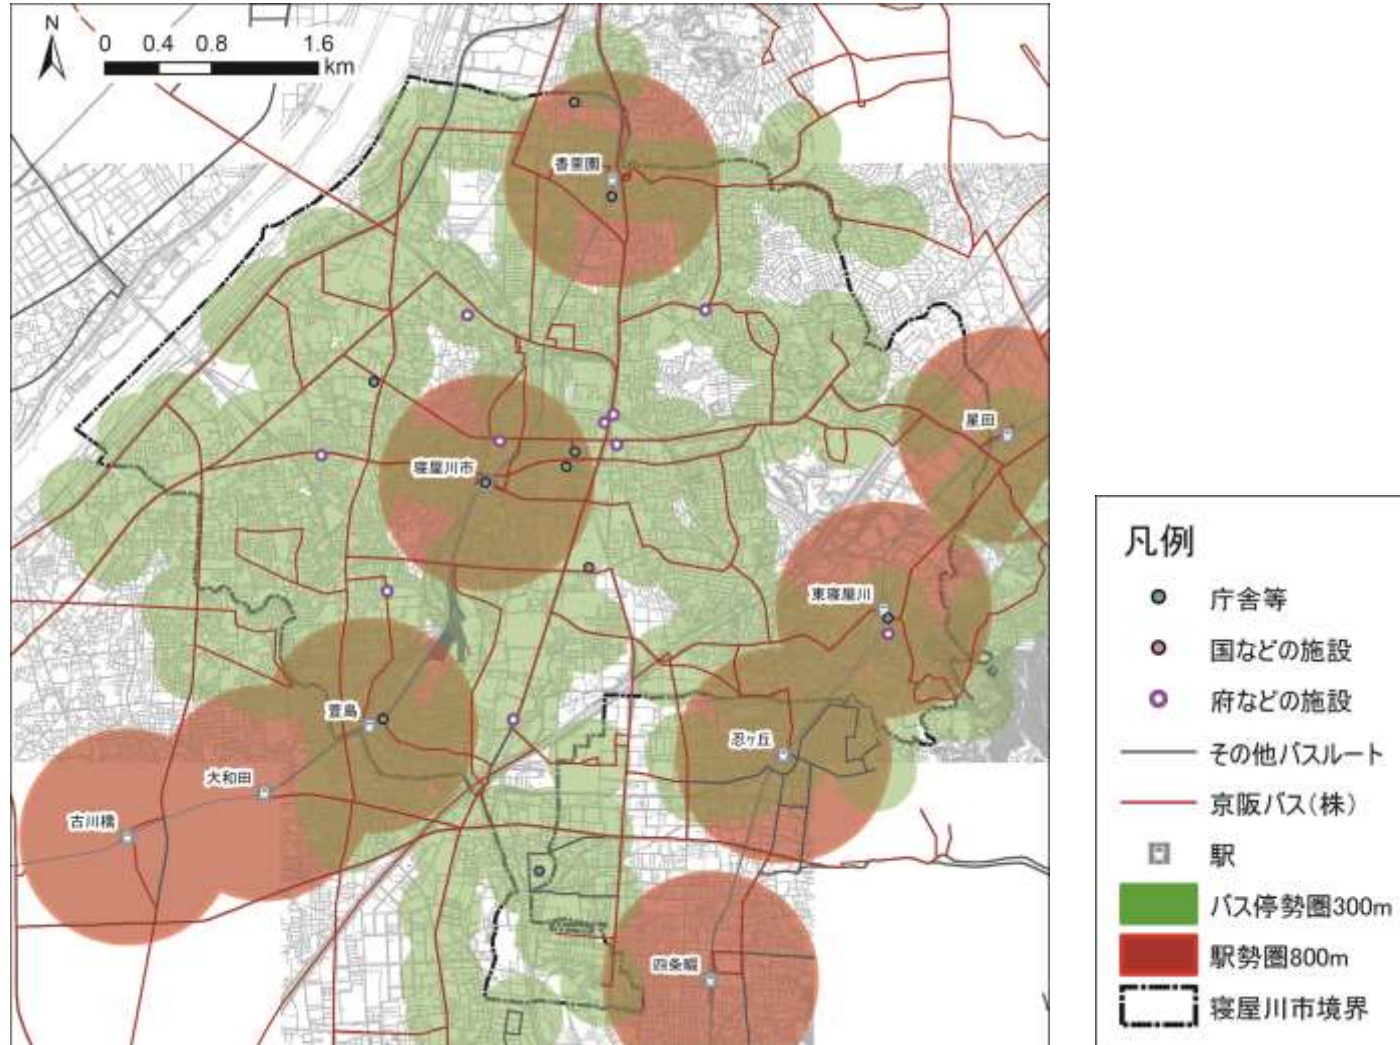 N
0 0.4 0.8 1.6
km
香里園
星田
寝屋川市
東寝屋川
萱島
忍ヶ丘
大和田
古川橋
四条畷
凡例
庁舎等
国などの施設
府などの施設
その他バスルート
京阪バス(株)
駅
バス停勢圏300m
駅勢圏800m
寝屋川市境界